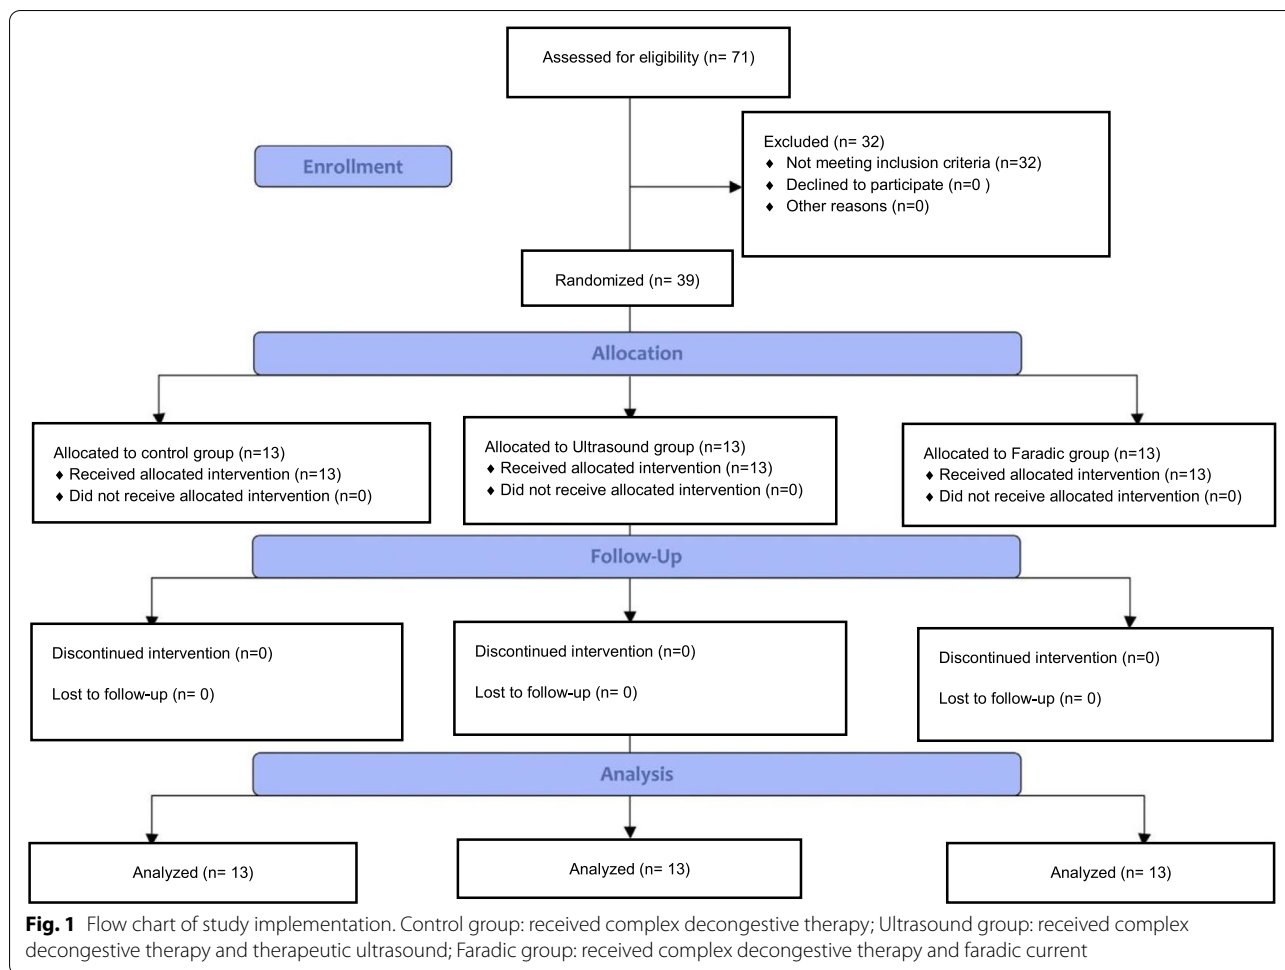 Assessed for eligibility (n= 71)
Enrollment
Excluded (n= 32)
♦ Not meeting inclusion criteria (n=32)
♦ Declined to participate (n=0 )
♦ Other reasons (n=0)
Randomized (n= 39)
Allocation
Allocated to control group (n=13)
♦ Received allocated intervention (n=13)
♦ Did not receive allocated intervention (n=0)
Allocated to Ultrasound group (n=13)
♦ Received allocated intervention (n=13)
♦ Did not receive allocated intervention (n=0)
Allocated to Faradic group (n=13)
♦ Received allocated intervention (n=13)
♦ Did not receive allocated intervention (n=0)
Follow-Up
Discontinued intervention (n=0)
Lost to follow-up (n= 0)
Discontinued intervention (n=0)
Lost to follow-up (n= 0)
Discontinued intervention (n=0)
Lost to follow-up (n= 0)
Analysis
Analyzed (n= 13)
Analyzed (n= 13)
Analyzed (n= 13)
Fig. 1 Flow chart of study implementation. Control group: received complex decongestive therapy; Ultrasound group: received complex
decongestive therapy and therapeutic ultrasound; Faradic group: received complex decongestive therapy and faradic current